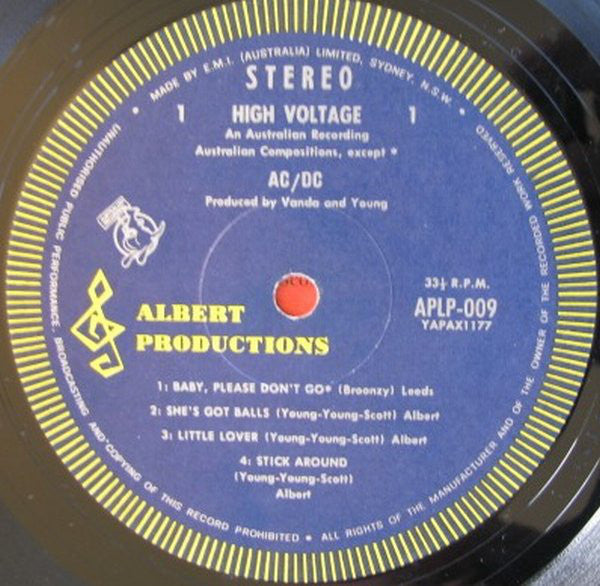 MADE BY E.M.I. (AUSTRALIA) LIMITED, SYDNEY, N.S.W. •
STEREO
1 HIGH VOLTAGE 1
An Australian Recording
Australian Compositions, except *
AC/DC
Produced by Vanda and Young
33⅓ R.P.M.
APLP-009
YAPAX1177
ALBERT
PRODUCTIONS
1: BABY, PLEASE DON'T GO* (Broonzy) Leeds
2: SHE'S GOT BALLS (Young-Young-Scott) Albert
3: LITTLE LOVER (Young-Young-Scott) Albert
4: STICK AROUND
(Young-Young-Scott)
Albert
UNAUTHORISED PUBLIC PERFORMANCE BROADCASTING AND COPYING OF THIS RECORD PROHIBITED • ALL RIGHTS OF THE MANUFACTURER AND OF THE OWNER OF THE RECORDED WORK RESERVED